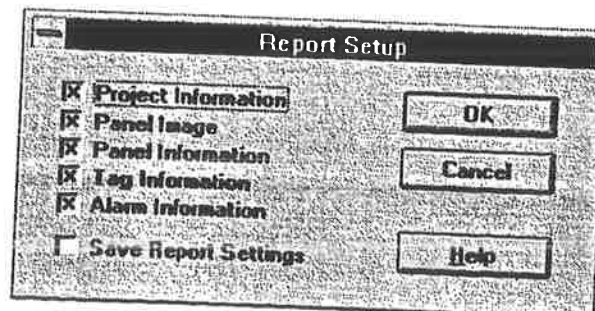 Report Setup
Project Information
Panel Image
Panel Information
Tag Information
Alarm Information
Save Report Settings
OK
Cancel
Help